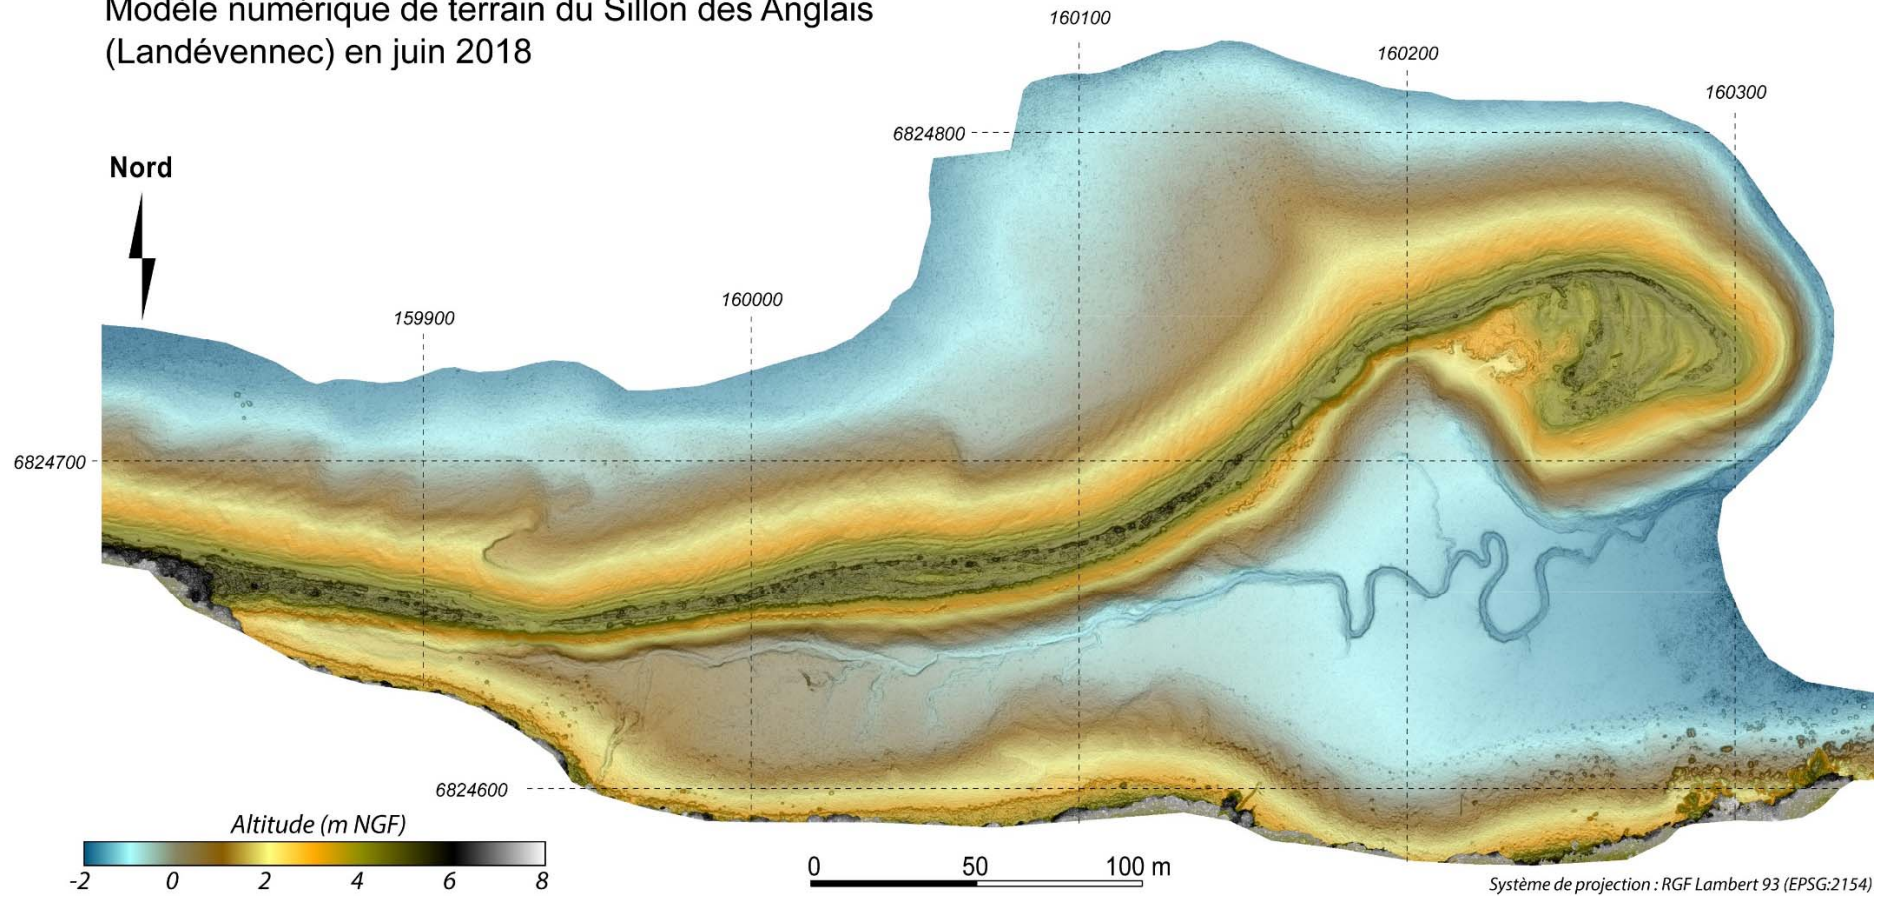 Modèle numérique de terrain du Sillon des Anglais
(Landévennec) en juin 2018
160100
160200
160300
6824800
Nord
160000
159900
6824700
6824600
Altitude (m NGF)
-2 0 2 4 6 8
0 50 100 m
Système de projection : RGF Lambert 93 (EPSG:2154)